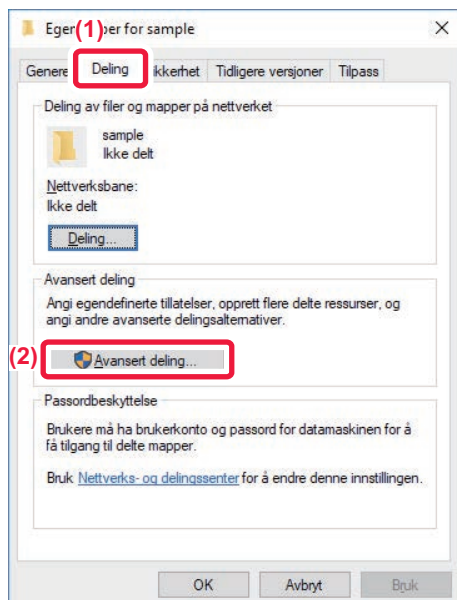 (1)
Egen per for sample
Genere Deling ikkerhet Tidligere versjoner Tilpass
Deling av filer og mapper på nettverket
sample
Ikke delt
Nettverksbane:
Ikke delt
Deling...
Avansert deling
Angi egendefinerte tillatelser, opprett flere delte ressurser, og
angi andre avanserte delingsalternativer.
(2)
Avansert deling...
Passordbeskyttelse
Brukere må ha brukerkonto og passord for datamaskinen for å
få tilgang til delte mapper.
Bruk Nettverks- og delingssenter for å endre denne innstillingen.
OK Avbryt Bruk